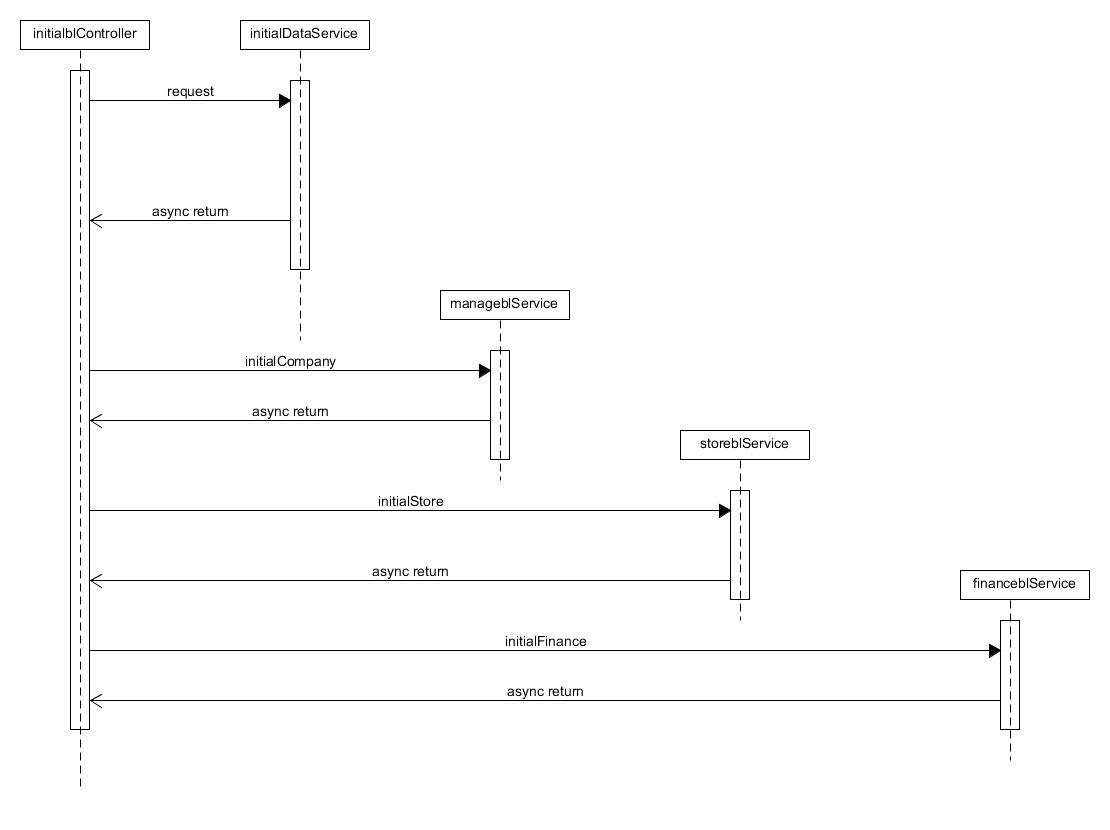 initialblController
initialDataService
request
async return
manageblService
initialCompany
async return
storeblService
initialStore
async return
financeblService
initialFinance
async return